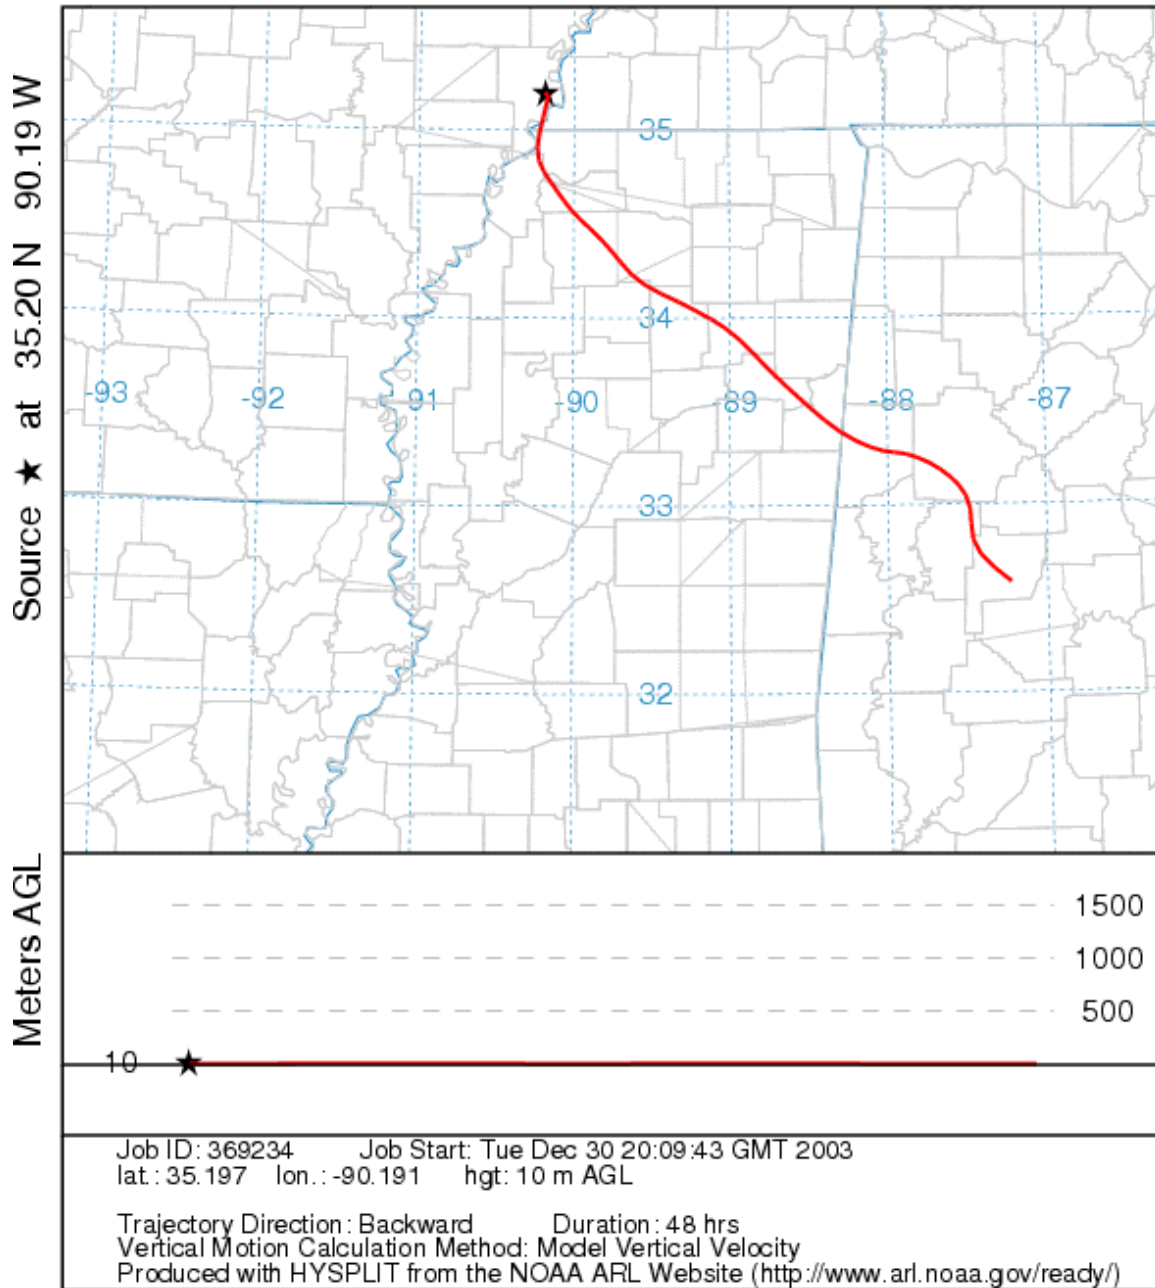 Source ★ at 35.20 N 90.19 W
35
34
-93
-92
-91
-90
-89
-88
-87
33
32
Meters AGL
1500
1000
500
10
Job ID: 369234 Job Start: Tue Dec 30 20:09:43 GMT 2003
lat.: 35.197 lon.: -90.191 hgt: 10 m AGL
Trajectory Direction: Backward Duration: 48 hrs
Vertical Motion Calculation Method: Model Vertical Velocity
Produced with HYSPLIT from the NOAA ARL Website (http://www.arl.noaa.gov/ready/)